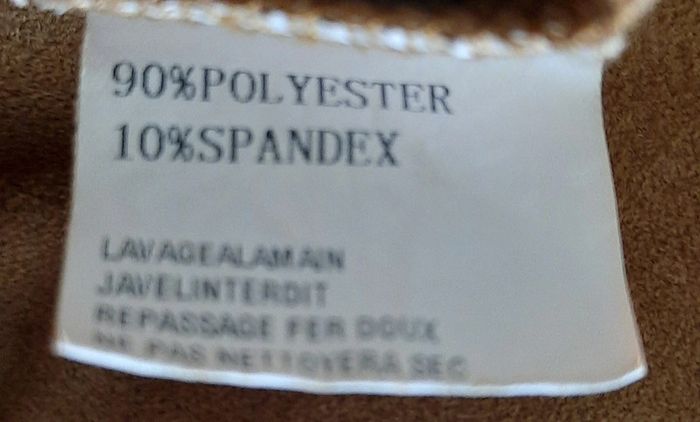 90%POLYESTER
10%SPANDEX
LAVAGEALAMAIN
JAVELINTERDIT
REPASSAGE FER DOUX
NE PAS NETTOYERA SEC